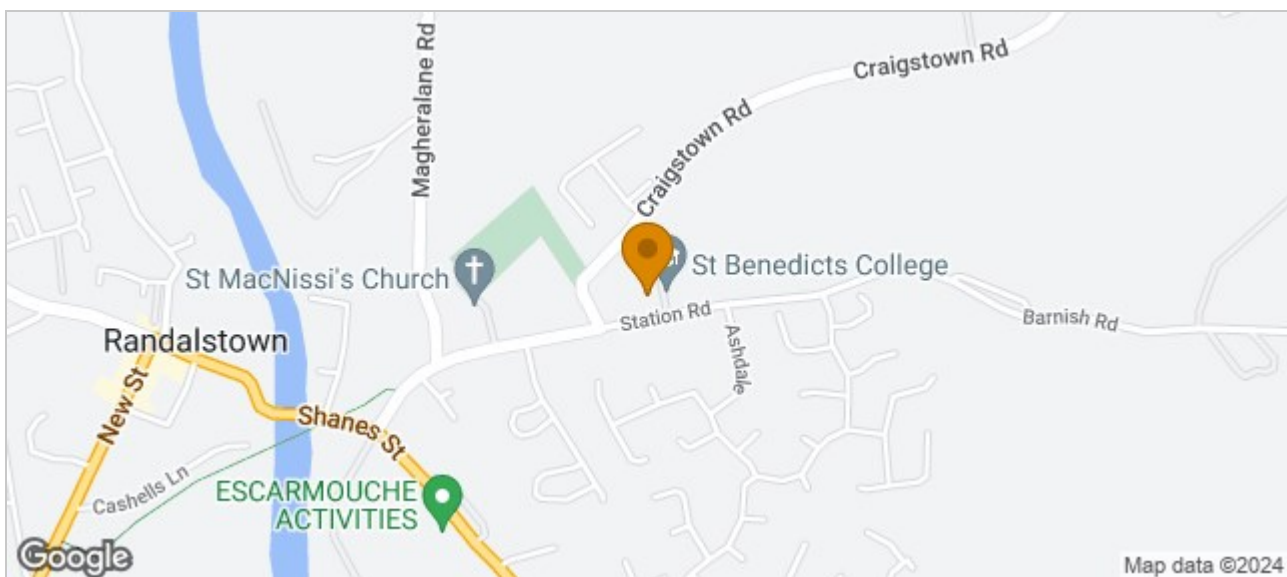 Craigstown Rd
Magheralane Rd
Craigstown Rd
St MacNissi's Church
St Benedicts College
Station Rd
Barnish Rd
Randalstown
Ashdale
New St
Shanes St
Cashells Ln
ESCARMOUCHE
ACTIVITIES
Google
Map data ©2024